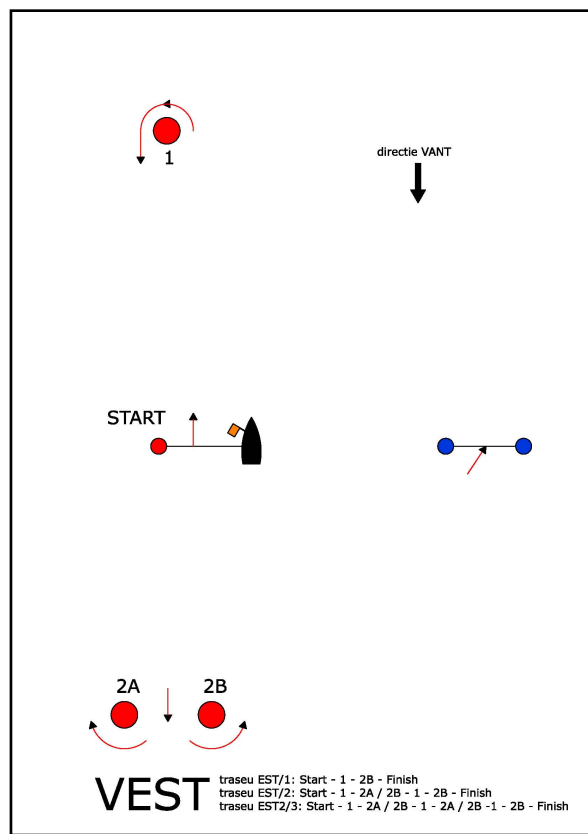 1
directie VANT
START
2A
2B
VEST
traseu EST/1: Start - 1 - 2B - Finish
traseu EST/2: Start - 1 - 2A / 2B - 1 - 2B - Finish
traseu EST2/3: Start - 1 - 2A / 2B - 1 - 2A / 2B -1 - 2B - Finish